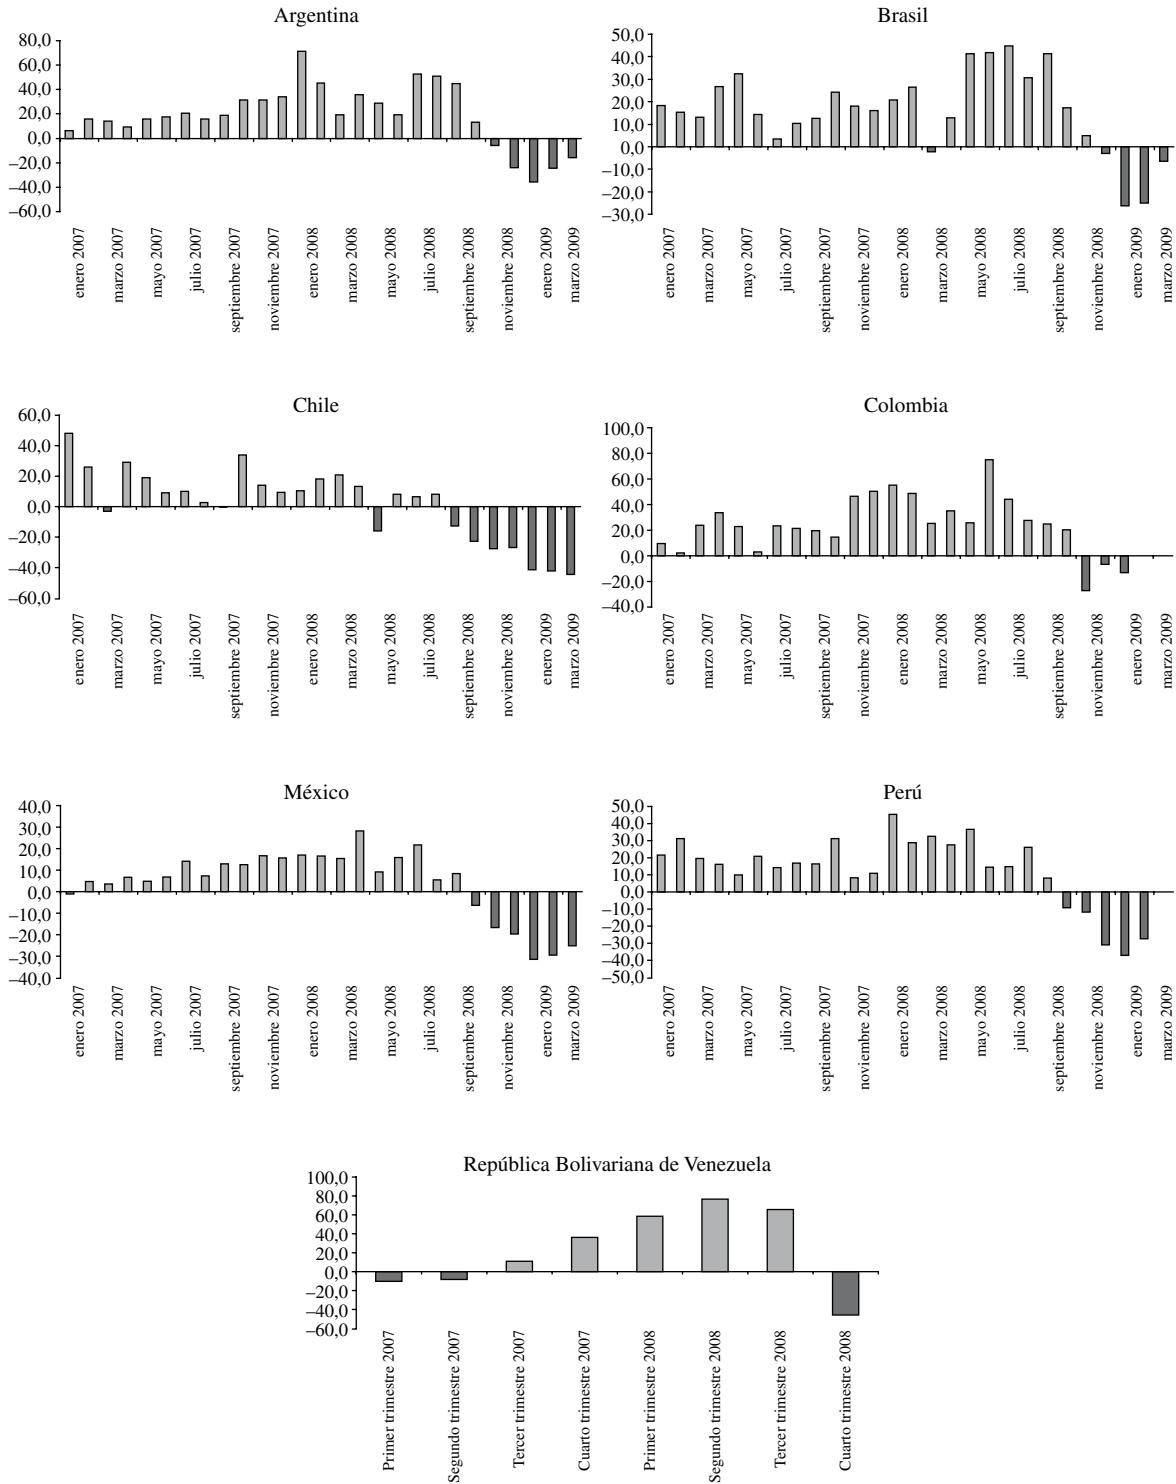 Argentina
80,0
60,0
40,0
20,0
0,0
–20,0
–40,0
–60,0
enero 2007
marzo 2007
mayo 2007
julio 2007
septiembre 2007
noviembre 2007
enero 2008
mayo 2008
julio 2008
septiembre 2008
noviembre 2008
enero 2009
marzo 2009
Brasil
50,0
40,0
30,0
20,0
10,0
0,0
–10,0
–20,0
–30,0
enero 2007
marzo 2007
mayo 2007
julio 2007
septiembre 2007
noviembre 2007
enero 2008
mayo 2008
julio 2008
septiembre 2008
noviembre 2008
enero 2009
marzo 2009
Chile
60,0
40,0
20,0
0,0
–20,0
–40,0
–60,0
enero 2007
marzo 2007
mayo 2007
julio 2007
septiembre 2007
noviembre 2007
enero 2008
mayo 2008
julio 2008
septiembre 2008
noviembre 2008
enero 2009
marzo 2009
Colombia
100,0
80,0
60,0
40,0
20,0
0,0
–20,0
–40,0
enero 2007
marzo 2007
mayo 2007
julio 2007
septiembre 2007
noviembre 2007
enero 2008
mayo 2008
julio 2008
septiembre 2008
noviembre 2008
enero 2009
marzo 2009
México
40,0
30,0
20,0
10,0
0,0
–10,0
–20,0
–30,0
–40,0
enero 2007
marzo 2007
mayo 2007
julio 2007
septiembre 2007
noviembre 2007
enero 2008
mayo 2008
julio 2008
septiembre 2008
noviembre 2008
enero 2009
marzo 2009
Perú
50,0
40,0
30,0
20,0
10,0
0,0
–10,0
–20,0
–30,0
–40,0
–50,0
enero 2007
marzo 2007
mayo 2007
julio 2007
septiembre 2007
noviembre 2007
enero 2008
mayo 2008
julio 2008
septiembre 2008
noviembre 2008
enero 2009
marzo 2009
República Bolivariana de Venezuela
100,0
80,0
60,0
40,0
20,0
0,0
–20,0
–40,0
–60,0
Primer trimestre 2007
Segundo trimestre 2007
Tercer trimestre 2007
Cuarto trimestre 2007
Primer trimestre 2008
Segundo trimestre 2008
Tercer trimestre 2008
Cuarto trimestre 2008